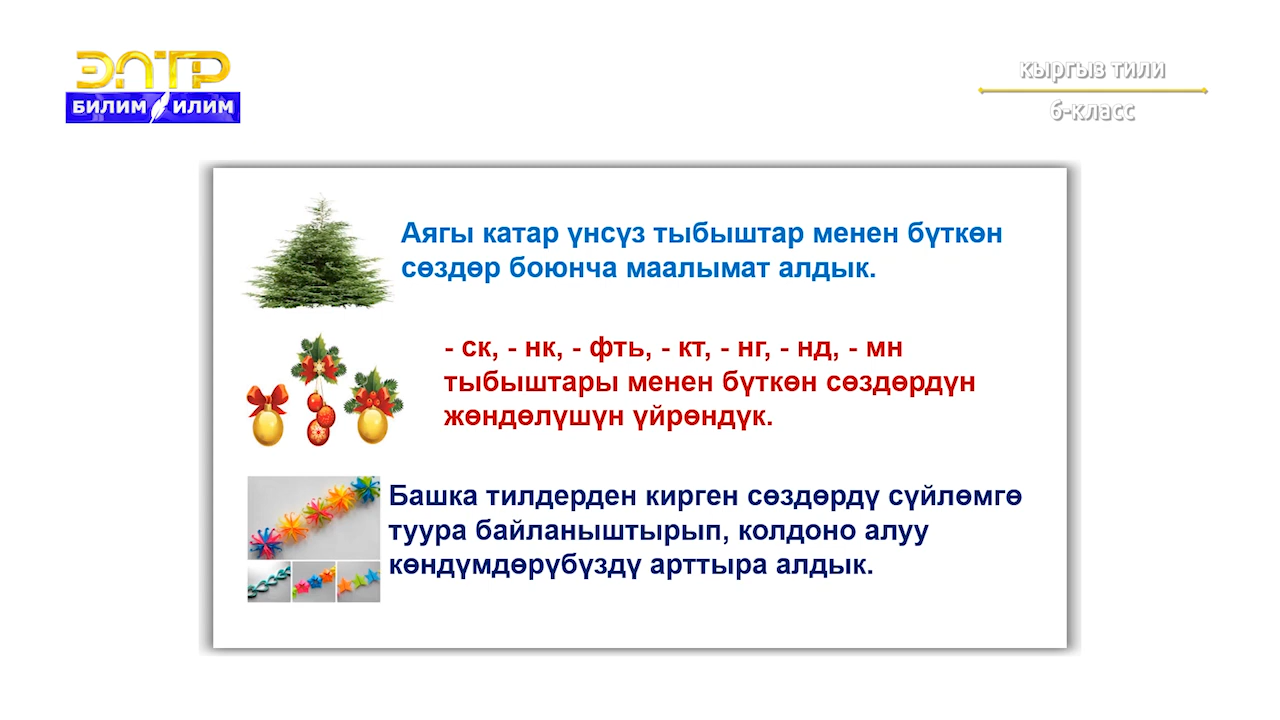 ЭЛТР
БИЛИМ ИЛИМ
кыргыз тили
6-класс
Аягы катар үнсүз тыбыштар менен бүткөн
сөздөр боюнча маалымат алдык.
- ск, - нк, - фть, - кт, - нг, - нд, - мн
тыбыштары менен бүткөн сөздөрдүн
жөндөлүшүн үйрөндүк.
Башка тилдерден кирген сөздөрдү сүйлөмгө
туура байланыштырып, колдоно алуу
көндүмдөрүбүздү арттыра алдык.